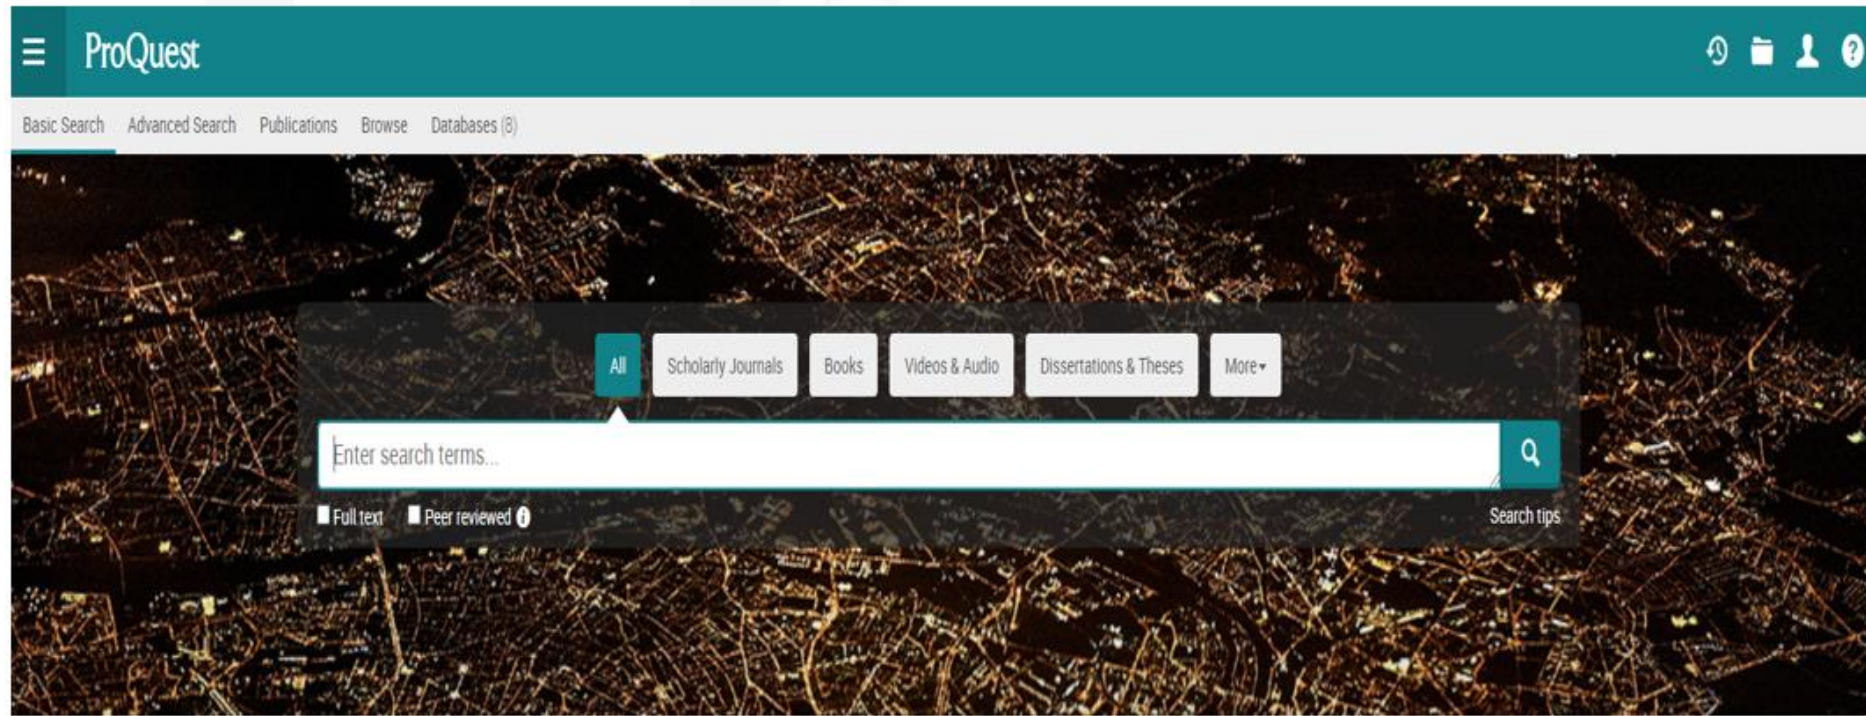 ProQuest
Basic Search Advanced Search Publications Browse Databases (8)
All Scholarly Journals Books Videos & Audio Dissertations & Theses More
Enter search terms...
Full text Peer reviewed
Search tips